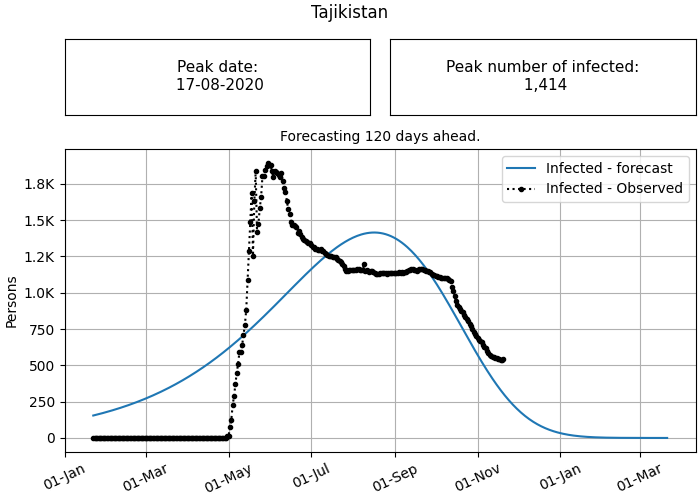 Tajikistan
Peak date:
17-08-2020
Peak number of infected:
1,414
Forecasting 120 days ahead.
Infected - forecast
Infected - Observed
1.8K
1.5K
1.2K
1.0K
750
500
250
0
Persons
01-Jan
01-Mar
01-May
01-Jul
01-Sep
01-Nov
01-Jan
01-Mar